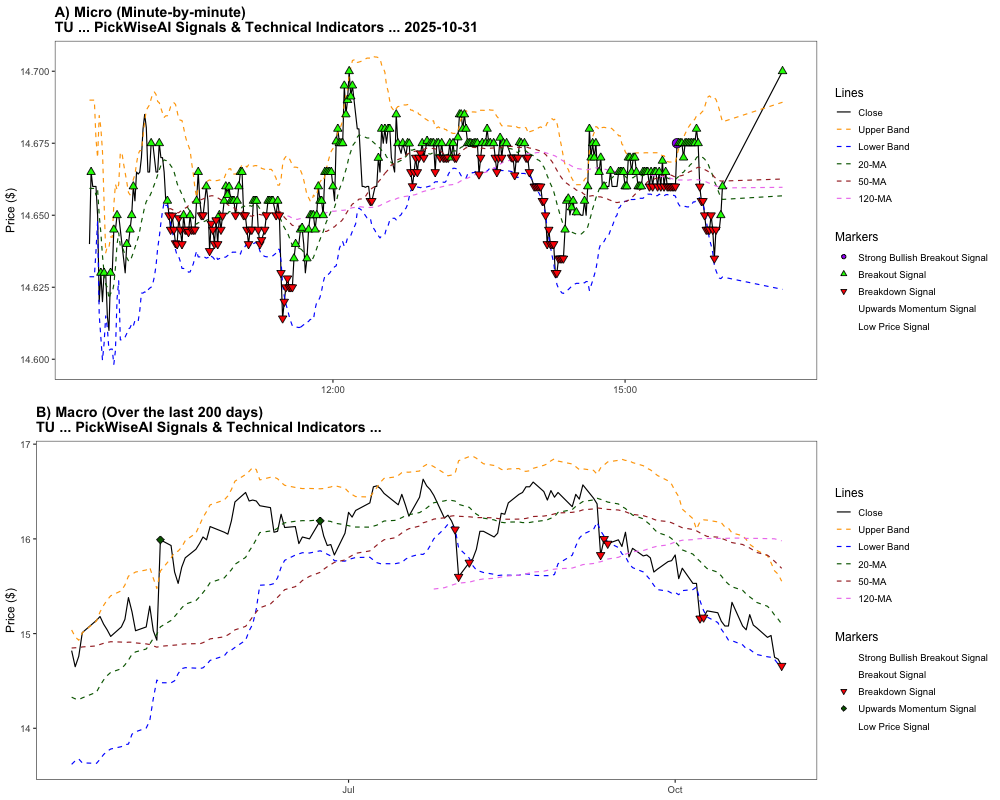 A) Micro (Minute-by-minute)
TU ... PickWiseAI Signals & Technical Indicators ... 2025-10-31
Price ($)
14.700
14.675
14.650
14.625
14.600
12:00
15:00
Lines
Close
Upper Band
Lower Band
20-MA
50-MA
120-MA
Markers
Strong Bullish Breakout Signal
Breakout Signal
Breakdown Signal
Upwards Momentum Signal
Low Price Signal
B) Macro (Over the last 200 days)
TU ... PickWiseAI Signals & Technical Indicators ...
Price ($)
17
16
15
14
Jul
Oct
Lines
Close
Upper Band
Lower Band
20-MA
50-MA
120-MA
Markers
Strong Bullish Breakout Signal
Breakout Signal
Breakdown Signal
Upwards Momentum Signal
Low Price Signal